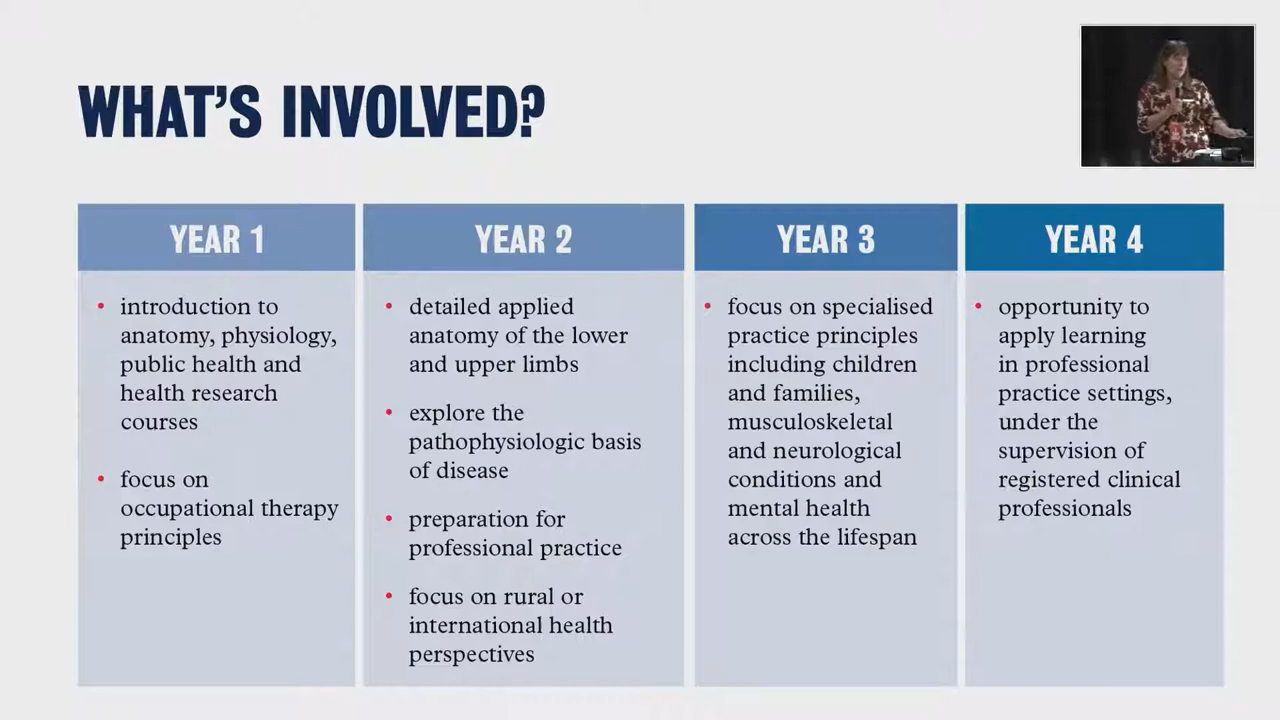 WHAT'S INVOLVED?
YEAR 1
• introduction to
anatomy, physiology,
public health and
health research
courses
• focus on
occupational therapy
principles
YEAR 2
• detailed applied
anatomy of the lower
and upper limbs
• explore the
pathophysiologic basis
of disease
• preparation for
professional practice
• focus on rural or
international health
perspectives
YEAR 3
• focus on specialised
practice principles
including children
and families,
musculoskeletal
and neurological
conditions and
mental health
across the lifespan
YEAR 4
• opportunity to
apply learning
in professional
practice settings,
under the
supervision of
registered clinical
professionals